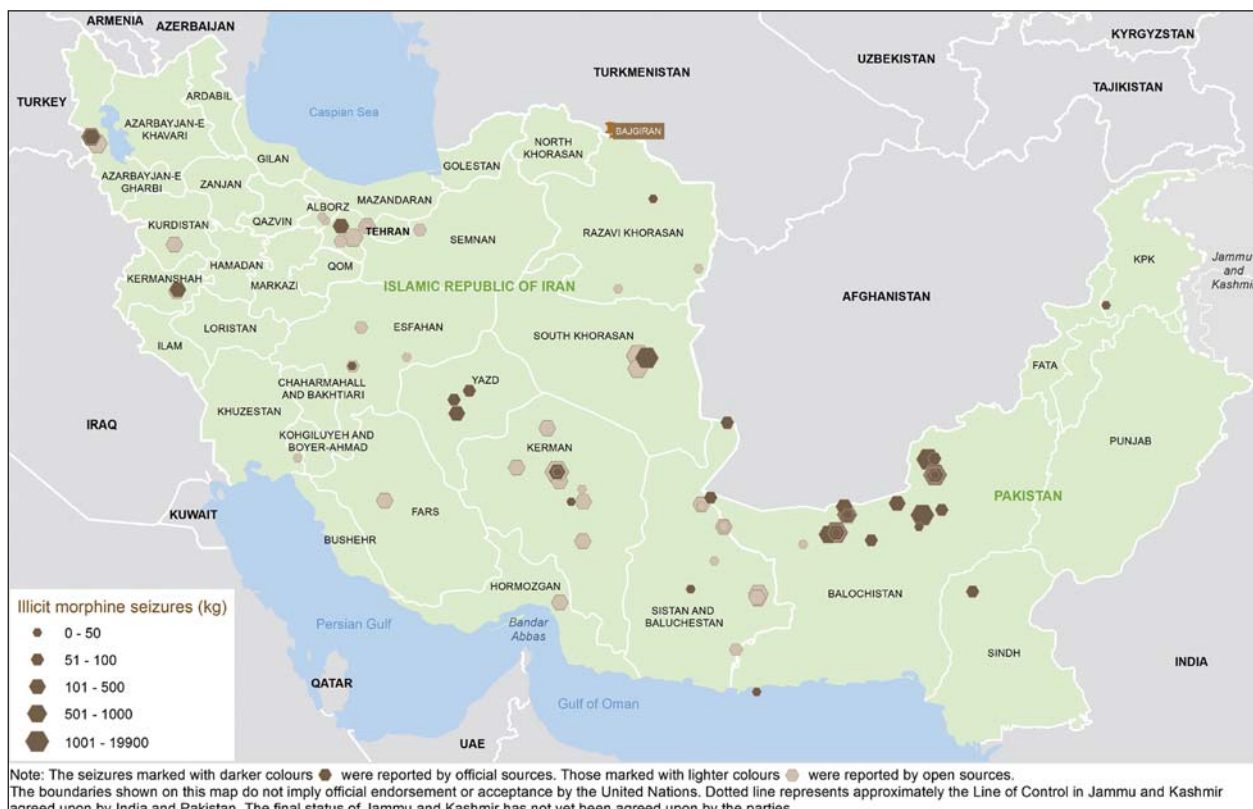 ARMENIA
AZERBAIJAN
KYRGYZSTAN
UZBEKISTAN
TURKMENISTAN
TAJIKISTAN
TURKEY
ARDABIL
Caspian Sea
AZARBAYJAN-E
KHAVARI
BAJGIRAN
NORTH
KHORASAN
GILAN
GOLESTAN
AZARBAYJAN-E
GHARBI
ZANJAN
MAZANDARAN
ALBORZ
KURDISTAN
QAZVIN
TEHRAN
RAZAVI KHORASAN
SEMNAN
KPK
Jammu
and
Kashmir
HAMADAN
QOM
KERMANSHAH
MARKAZI
ISLAMIC REPUBLIC OF IRAN
AFGHANISTAN
LORISTAN
ESFAHAN
SOUTH KHORASAN
ILAM
FATA
YAZD
CHAHARMAHALL
AND BAKHTIARI
KHUZESTAN
IRAQ
KOHGILUYEH AND
BOYER-AHMAD
KERMAN
PUNJAB
PAKISTAN
KUWAIT
FARS
BUSHEHR
HORMOZGAN
BALOCHISTAN
SISTAN AND
BALUCHESTAN
Persian Gulf
Bandar
Abbas
SINDH
INDIA
QATAR
Gulf of Oman
UAE
Illicit morphine seizures (kg)
0 - 50
51 - 100
101 - 500
501 - 1000
1001 - 19900
Note: The seizures marked with darker colours were reported by official sources. Those marked with lighter colours were reported by open sources.
The boundaries shown on this map do not imply official endorsement or acceptance by the United Nations. Dotted line represents approximately the Line of Control in Jammu and Kashmir
agreed upon by India and Pakistan. The final status of Jammu and Kashmir has not yet been agreed upon by the parties.